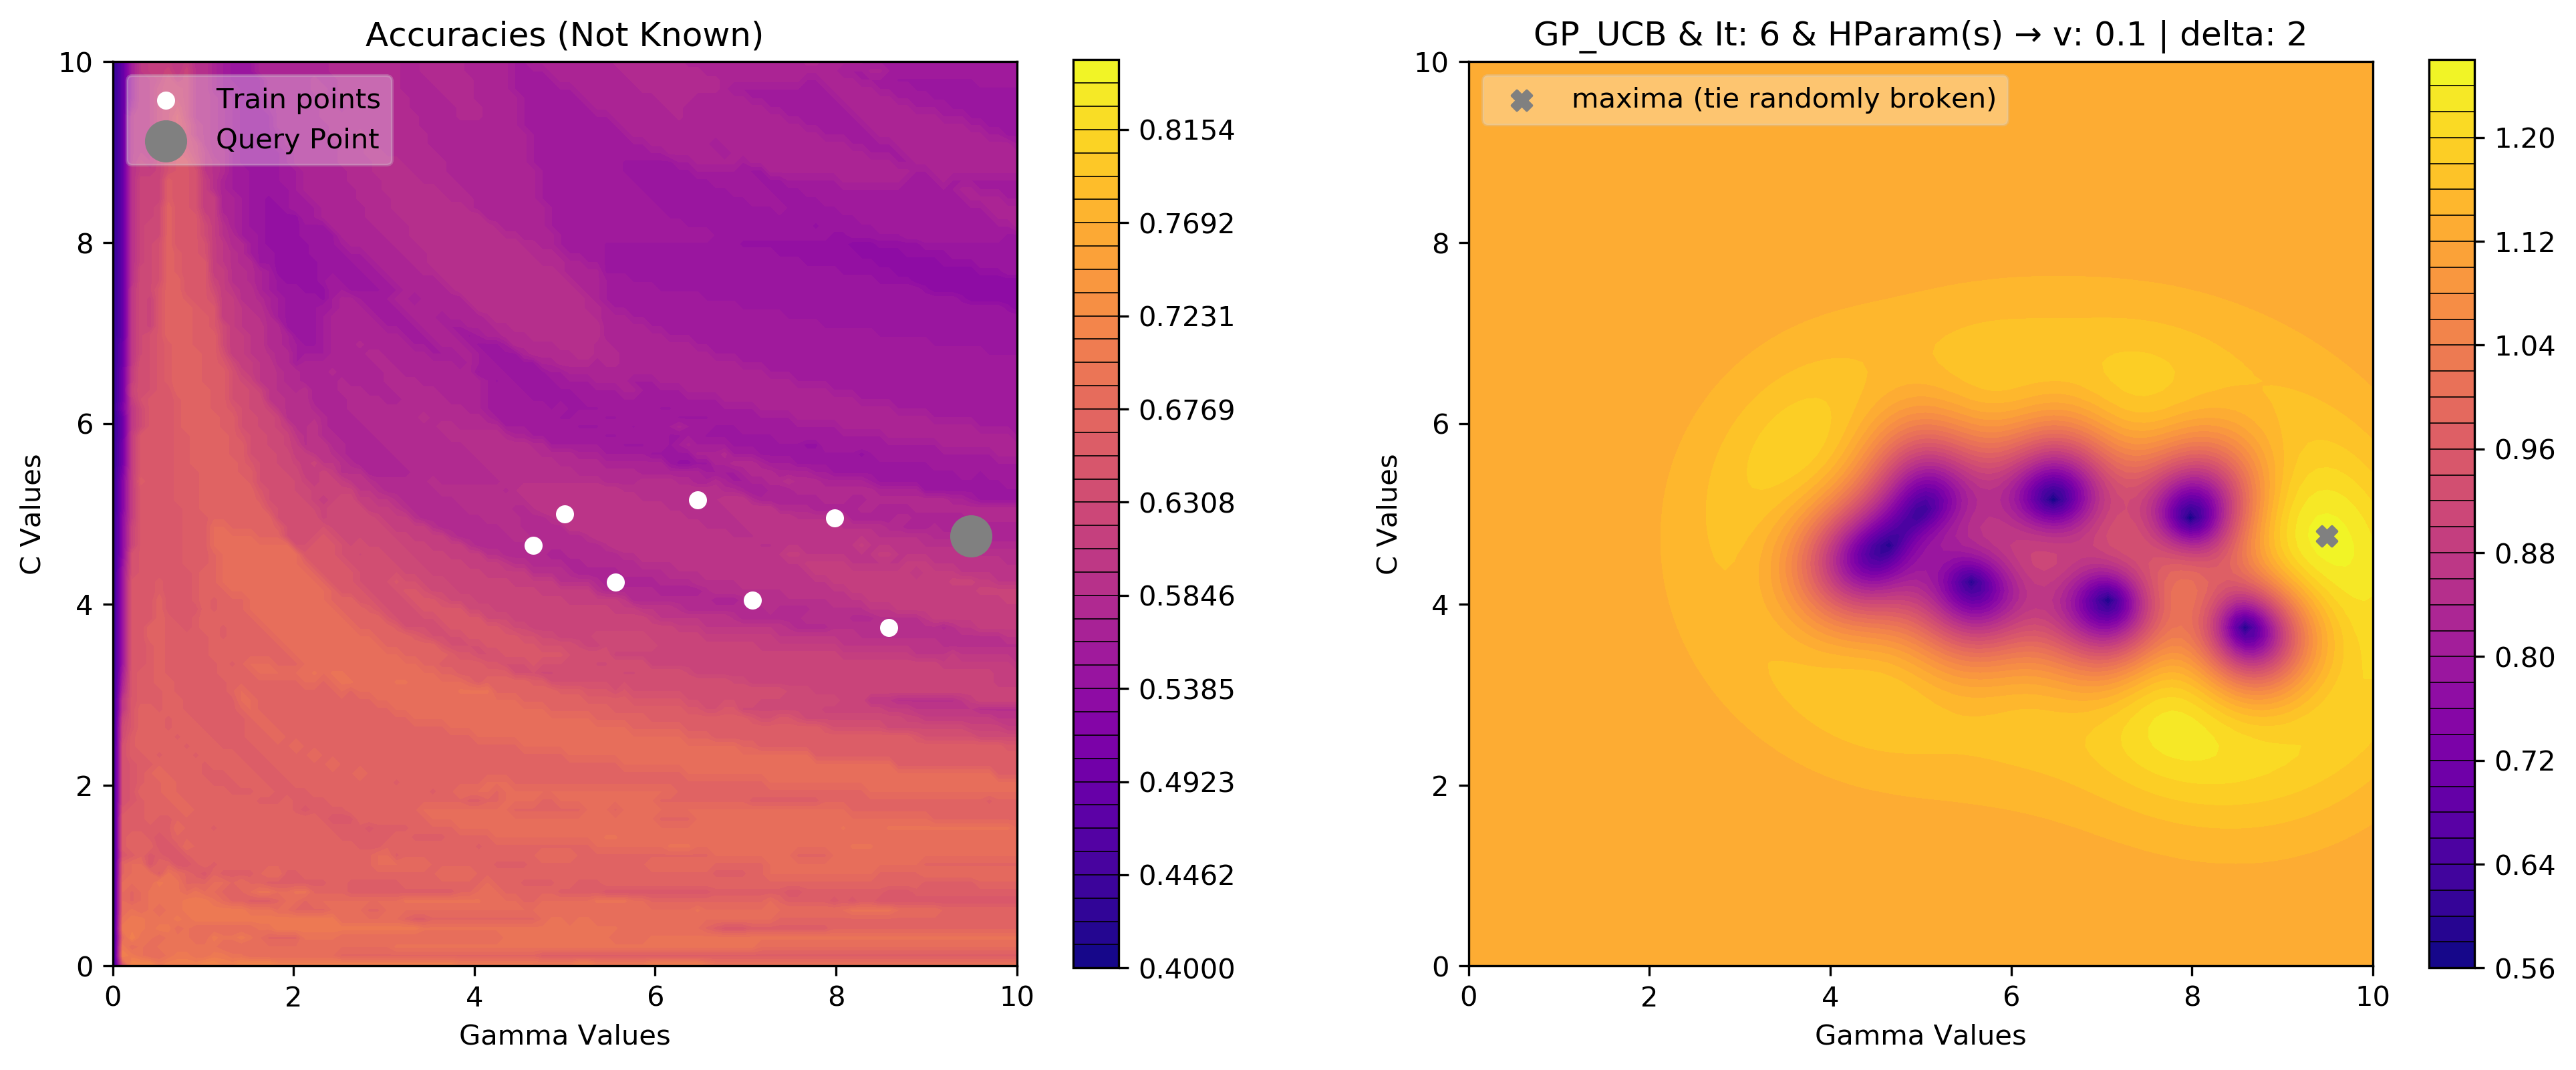 Accuracies (Not Known)
Train points
Query Point
10
8
6
4
2
0
C Values
0 2 4 6 8 10
Gamma Values
0.8154
0.7692
0.7231
0.6769
0.6308
0.5846
0.5385
0.4923
0.4462
0.4000
GP_UCB & It: 6 & HParam(s) → v: 0.1 | delta: 2
maxima (tie randomly broken)
10
8
6
4
2
0
C Values
0 2 4 6 8 10
Gamma Values
1.20
1.12
1.04
0.96
0.88
0.80
0.72
0.64
0.56